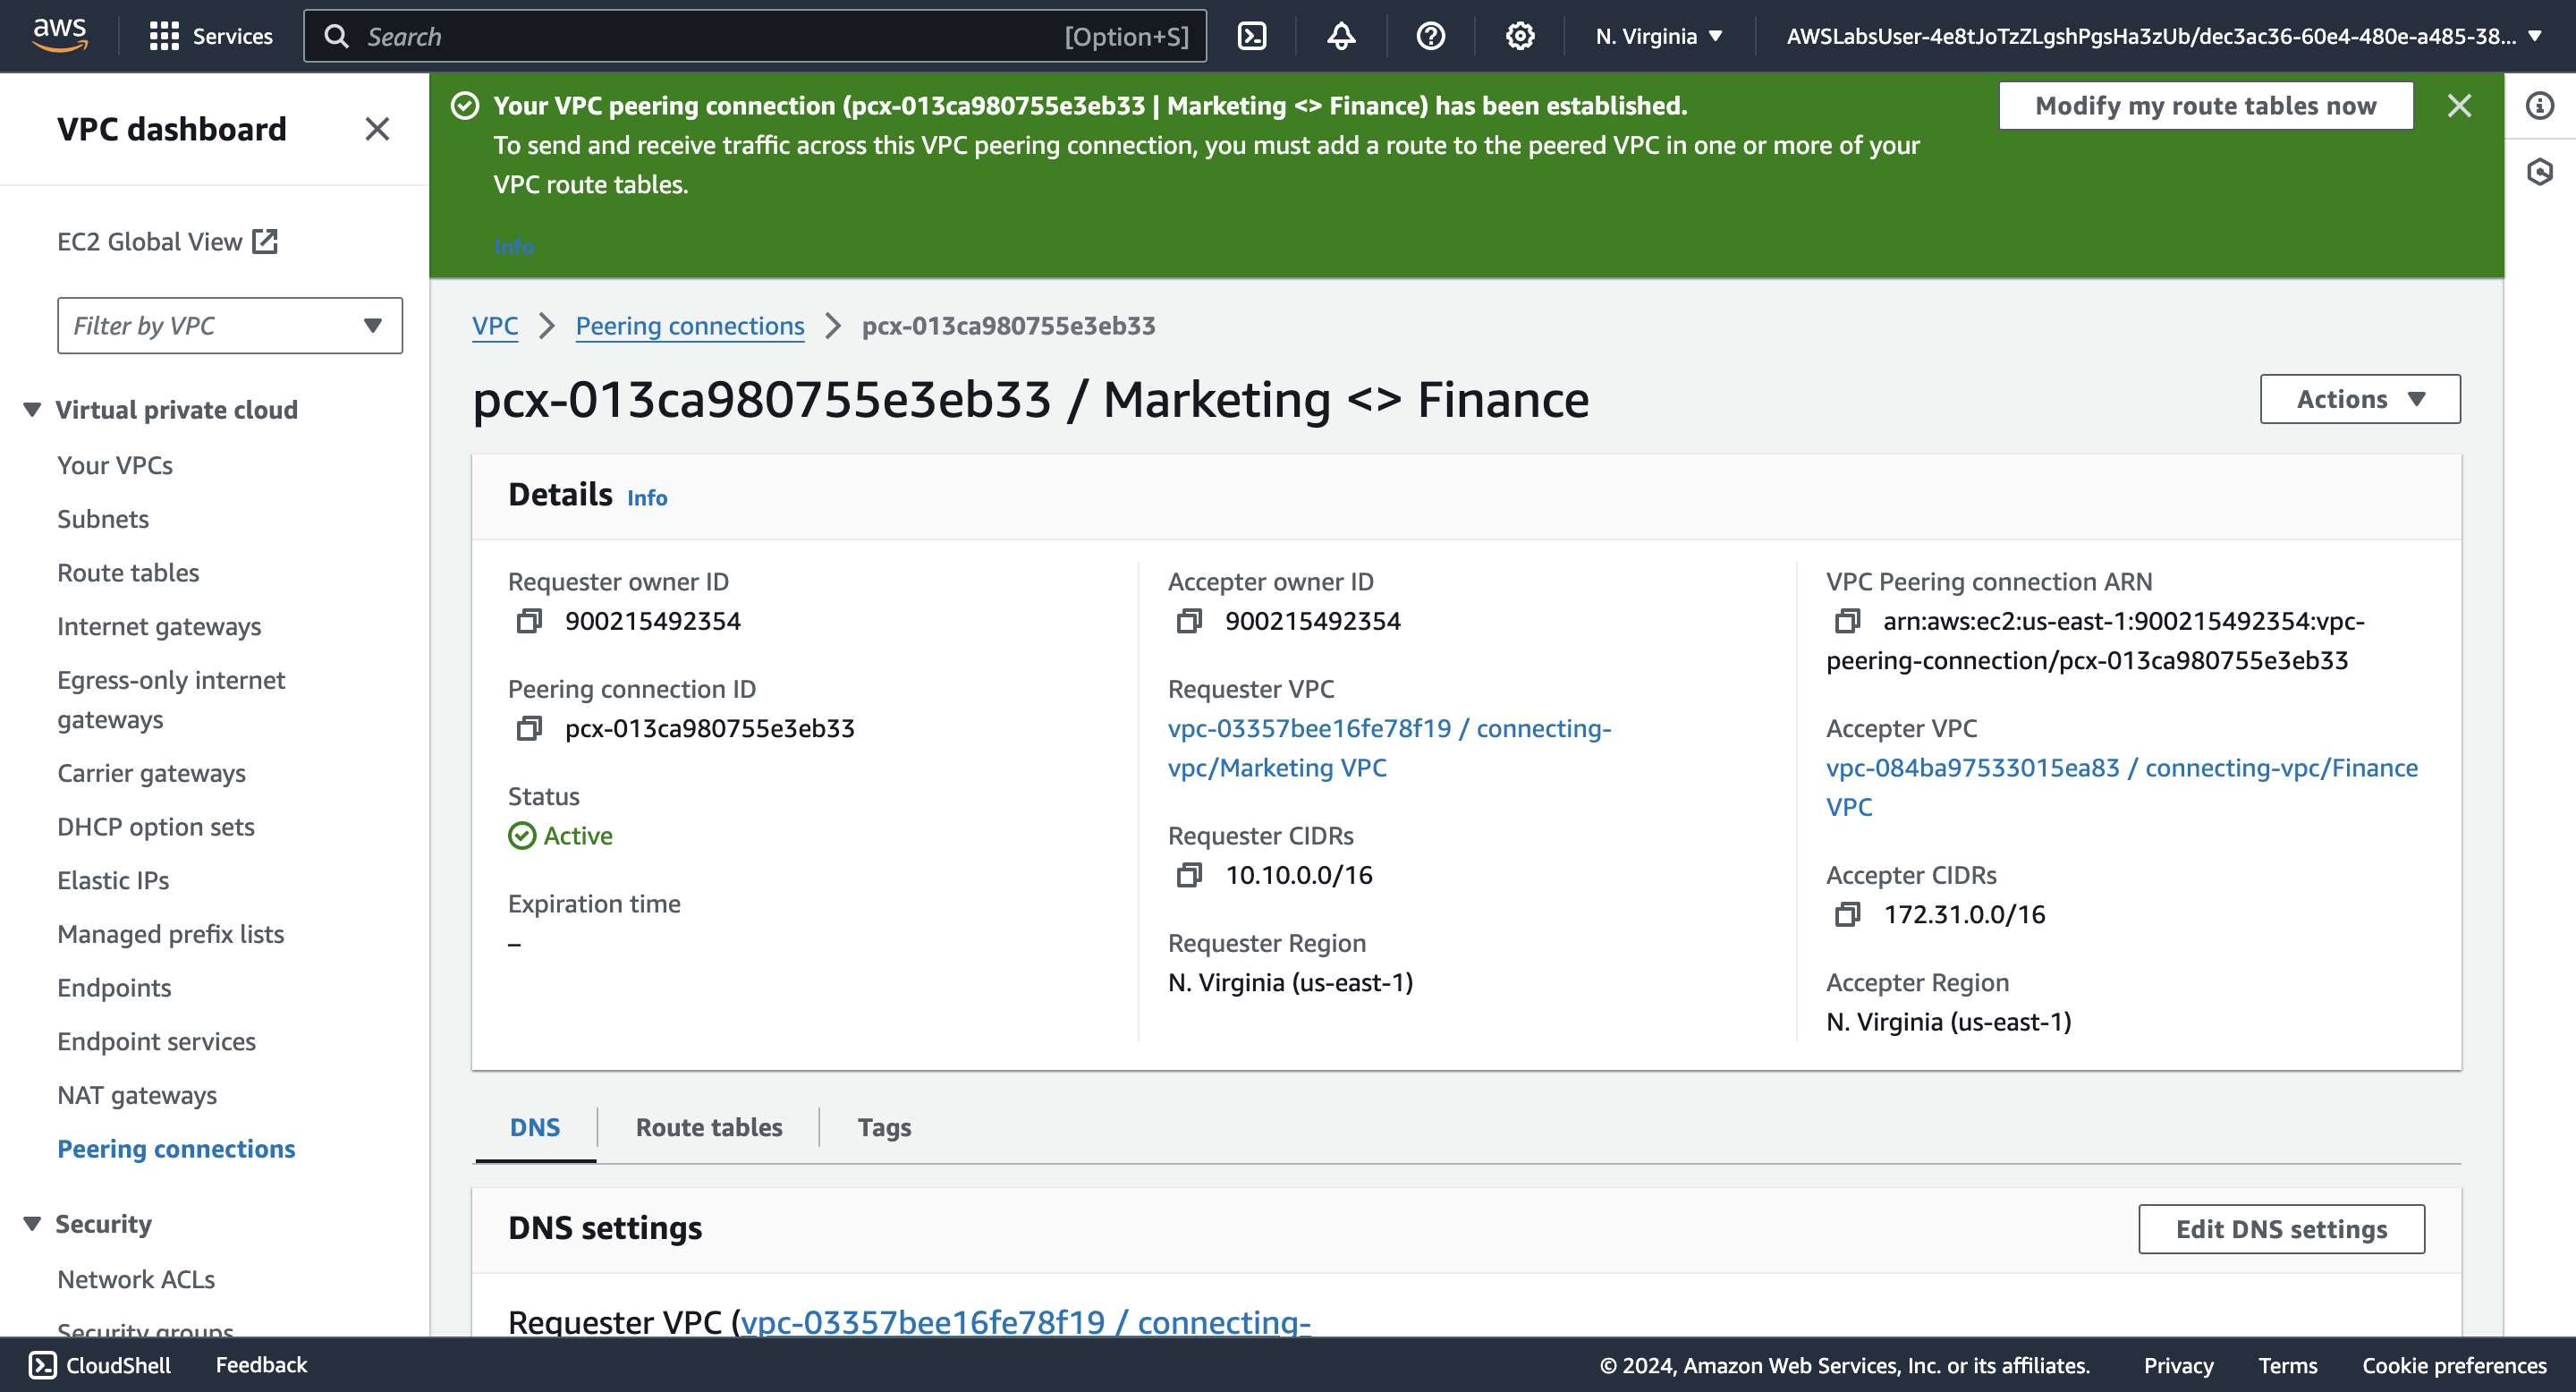 aws
Services
Search
[Option+S]
N. Virginia
AWSLabsUser-4e8tJoTzZLgshPgsHa3zUb/dec3ac36-60e4-480e-a485-38...
VPC dashboard
EC2 Global View
Filter by VPC
Virtual private cloud
Your VPCs
Subnets
Route tables
Internet gateways
Egress-only internet
gateways
Carrier gateways
DHCP option sets
Elastic IPs
Managed prefix lists
Endpoints
Endpoint services
NAT gateways
Peering connections
Security
Network ACLs
Security groups
Your VPC peering connection (pcx-013ca980755e3eb33 | Marketing <> Finance) has been established.
To send and receive traffic across this VPC peering connection, you must add a route to the peered VPC in one or more of your
VPC route tables.
Info
Modify my route tables now
VPC
Peering connections
pcx-013ca980755e3eb33
pcx-013ca980755e3eb33 / Marketing <> Finance
Actions
Details Info
Requester owner ID
900215492354
Peering connection ID
pcx-013ca980755e3eb33
Status
Active
Expiration time
–
Accepter owner ID
900215492354
Requester VPC
vpc-03357bee16fe78f19 / connecting-
vpc/Marketing VPC
Requester CIDRs
10.10.0.0/16
Requester Region
N. Virginia (us-east-1)
VPC Peering connection ARN
arn:aws:ec2:us-east-1:900215492354:vpc-
peering-connection/pcx-013ca980755e3eb33
Accepter VPC
vpc-084ba97533015ea83 / connecting-vpc/Finance
VPC
Accepter CIDRs
172.31.0.0/16
Accepter Region
N. Virginia (us-east-1)
DNS
Route tables
Tags
DNS settings
Edit DNS settings
Requester VPC (vpc-03357bee16fe78f19 / connecting-
CloudShell
Feedback
© 2024, Amazon Web Services, Inc. or its affiliates.
Privacy
Terms
Cookie preferences